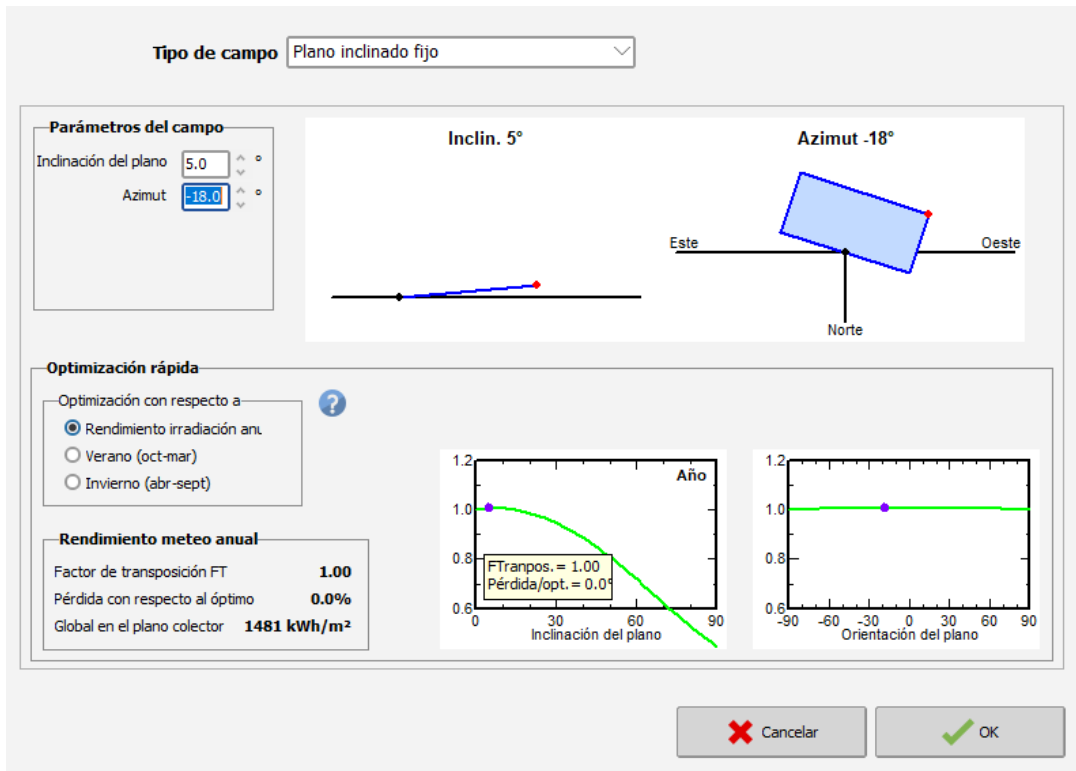 Tipo de campo Plano inclinado fijo
Parámetros del campo
Inclinación del plano 5.0 °
Azimut -18.0 °
Inclin. 5°
Azimut -18°
Este
Oeste
Norte
Optimización rápida
Optimización con respecto a
Rendimiento irradiación anu
Verano (oct-mar)
Invierno (abr-sept)
Rendimiento meteo anual
Factor de transposición FT 1.00
Pérdida con respecto al óptimo 0.0%
Global en el plano colector 1481 kWh/m²
Año
1.2
1.0
0.8
0.6
FTranpos. = 1.00
Pérdida/opt. = 0.0°
0 30 60 90
Inclinación del plano
1.2
1.0
0.8
0.6
-90 -60 -30 0 30 60 90
Orientación del plano
Cancelar
OK